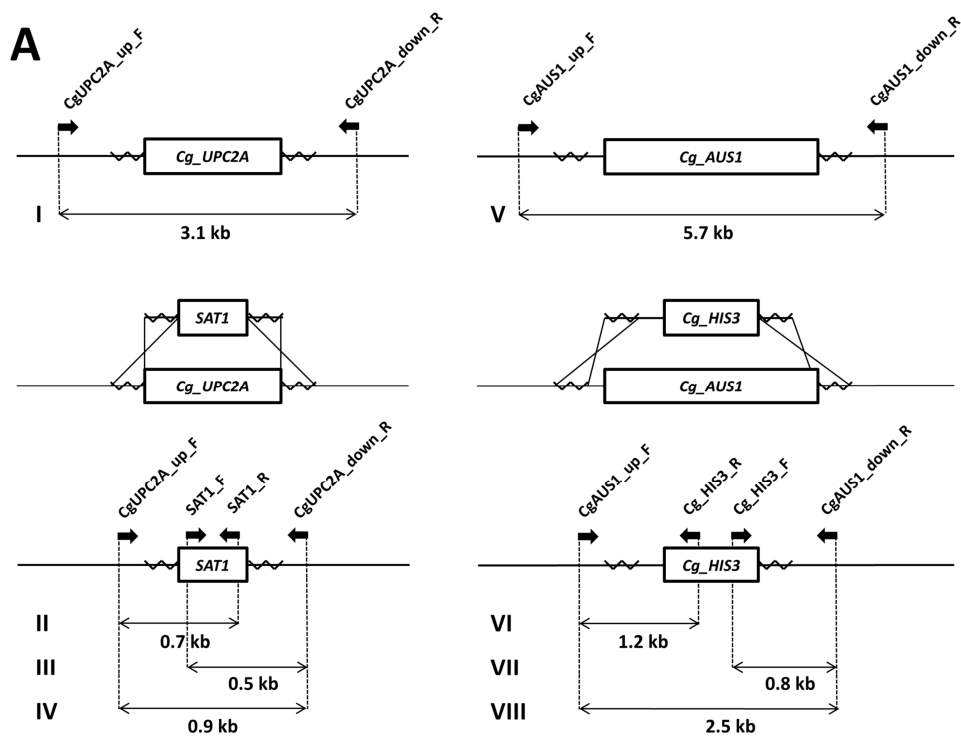 A
CgUPC2A_up_F
CgUPC2A_down_R
CgAUS1_up_F
CgAUS1_down_R
Cg_UPC2A
Cg_AUS1
I
3.1 kb
V
5.7 kb
SAT1
Cg_HIS3
Cg_UPC2A
Cg_AUS1
CgUPC2A_up_F
SAT1_F
SAT1_R
CgUPC2A_down_R
CgAUS1_up_F
Cg_HIS3_R
Cg_HIS3_F
CgAUS1_down_R
SAT1
Cg_HIS3
II
0.7 kb
VI
1.2 kb
III
0.5 kb
VII
0.8 kb
IV
0.9 kb
VIII
2.5 kb